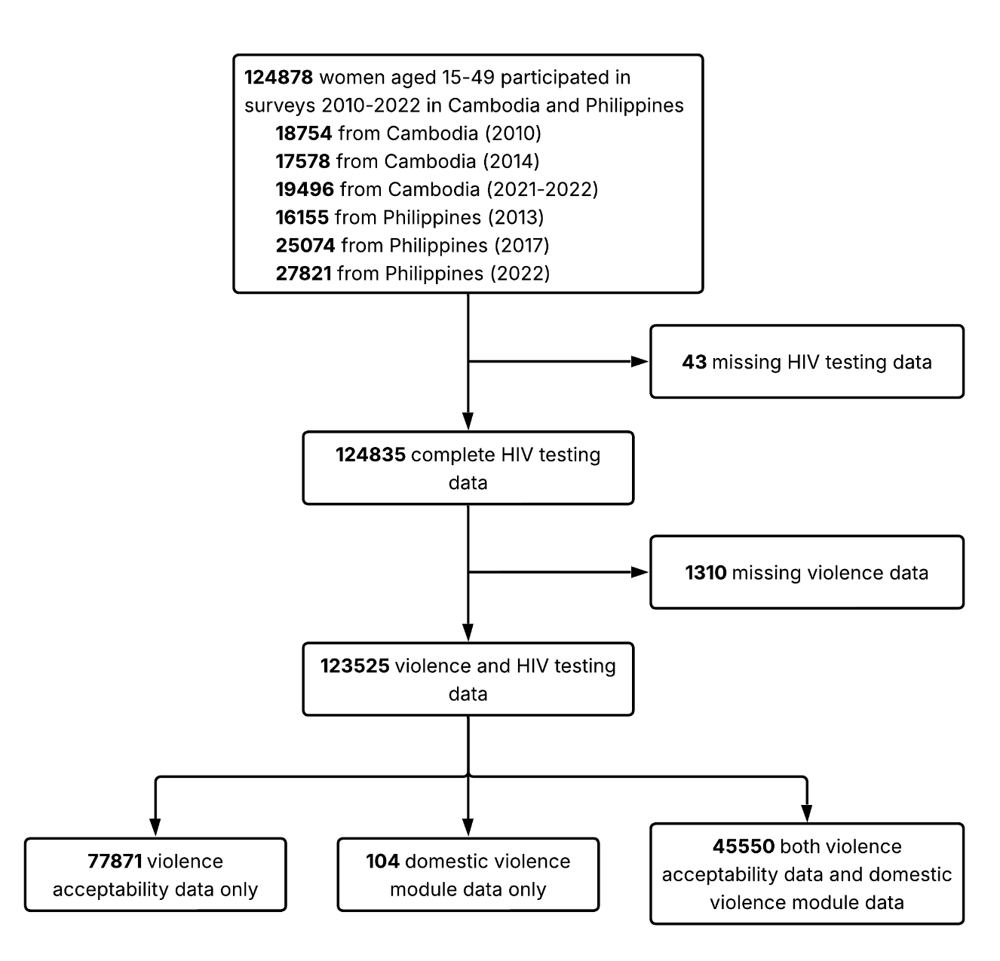 124878 women aged 15-49 participated in
surveys 2010-2022 in Cambodia and Philippines
18754 from Cambodia (2010)
17578 from Cambodia (2014)
19496 from Cambodia (2021-2022)
16155 from Philippines (2013)
25074 from Philippines (2017)
27821 from Philippines (2022)
43 missing HIV testing data
124835 complete HIV testing
data
1310 missing violence data
123525 violence and HIV testing
data
77871 violence
acceptability data only
104 domestic violence
module data only
45550 both violence
acceptability data and domestic
violence module data